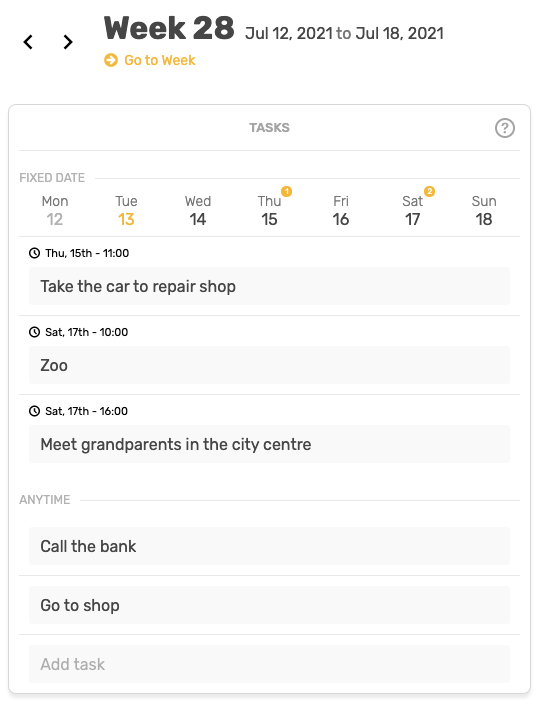 Week 28 Jul 12, 2021 to Jul 18, 2021
Go to Week
TASKS ?
FIXED DATE
Mon Tue Wed Thu 1 Fri Sat 2 Sun
12 13 14 15 16 17 18
Thu, 15th - 11:00
Take the car to repair shop
Sat, 17th - 10:00
Zoo
Sat, 17th - 16:00
Meet grandparents in the city centre
ANYTIME
Call the bank
Go to shop
Add task